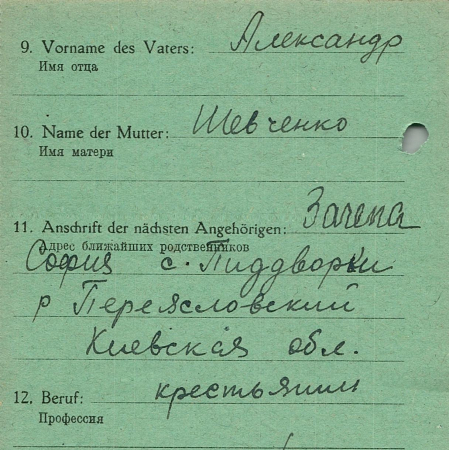 9. Vorname des Vaters: Александр
Имя отца
10. Name der Mutter: Шевченко
Имя матери
11. Anschrift der nächsten Angehörigen: Зачепа
Адрес ближайших родственников
София с. Пиддворки
р Переясловский
Киевская обл.
12. Beruf: крестьянин
Профессия